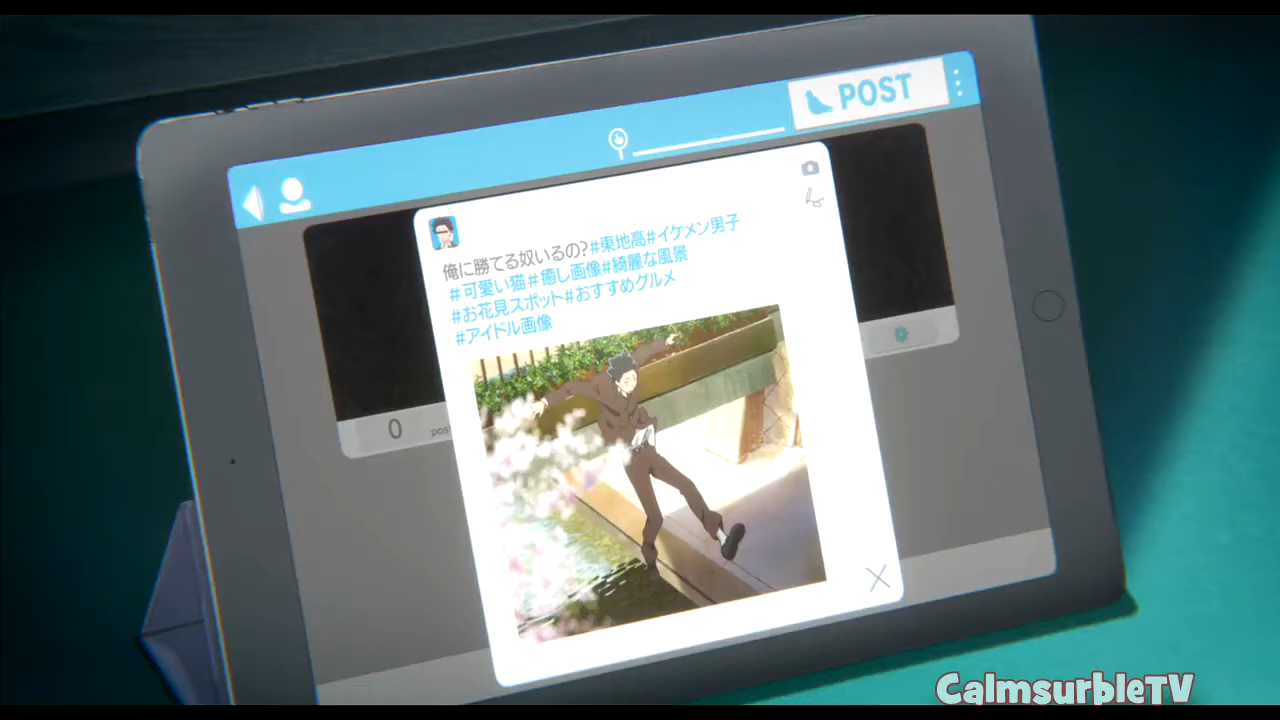 POST
俺に勝てる奴いるの?#東地高#イケメン男子
#可愛い猫#癒し画像#綺麗な風景
#お花見スポット#おすすめグルメ
#アイドル画像
0
CalmsurbleTV